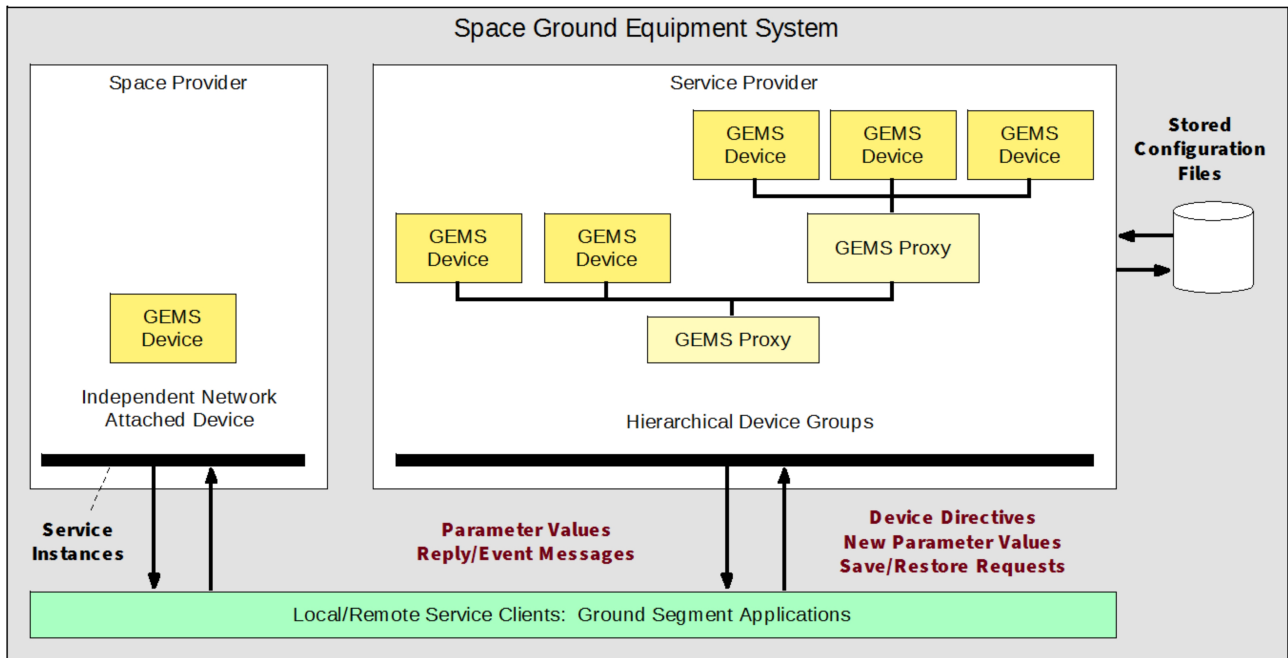 Space Ground Equipment System
Space Provider
GEMS
Device
Independent Network
Attached Device
Service Provider
GEMS
Device
GEMS
Device
GEMS
Device
GEMS
Device
GEMS
Device
GEMS Proxy
GEMS Proxy
Hierarchical Device Groups
Stored
Configuration
Files
Service
Instances
Parameter Values
Reply/Event Messages
Device Directives
New Parameter Values
Save/Restore Requests
Local/Remote Service Clients: Ground Segment Applications